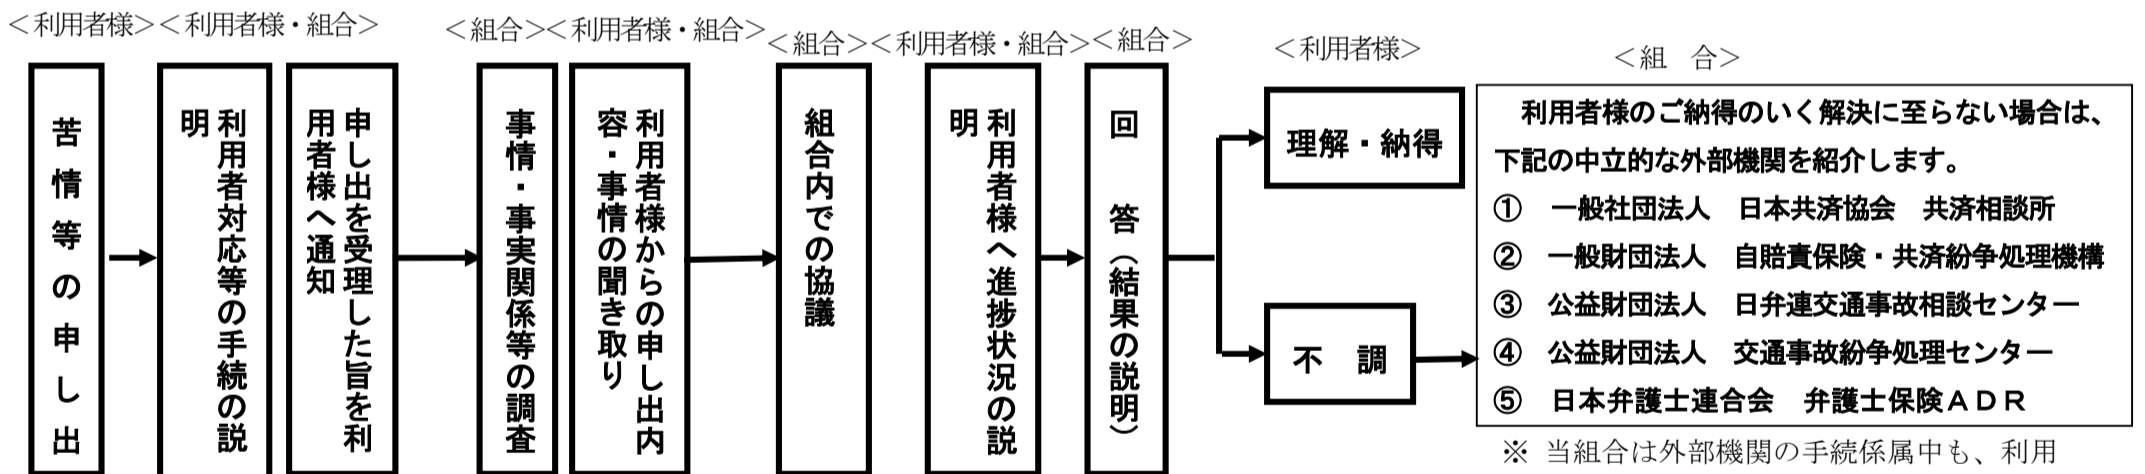 ＜利用者様＞＜利用者様・組合＞
＜組合＞＜利用者様・組合＞
＜組合＞
＜利用者様・組合＞
＜組合＞
＜利用者様＞
＜組　合＞
苦情等の申し出
利用者対応等の手続の説
明
申し出を受理した旨を利
用者様へ通知
事情・事実関係等の調査
利用者様からの申し出内
容・事情の聞き取り
組合内での協議
利用者様へ進捗状況の説
明
回　答（結果の説明）
理解・納得
不　調
利用者様のご納得のいく解決に至らない場合は、
下記の中立的な外部機関を紹介します。
①　一般社団法人　日本共済協会　共済相談所
②　一般財団法人　自賠責保険・共済紛争処理機構
③　公益財団法人　日弁連交通事故相談センター
④　公益財団法人　交通事故紛争処理センター
⑤　日本弁護士連合会　弁護士保険ＡＤＲ
※ 当組合は外部機関の手続係属中も、利用